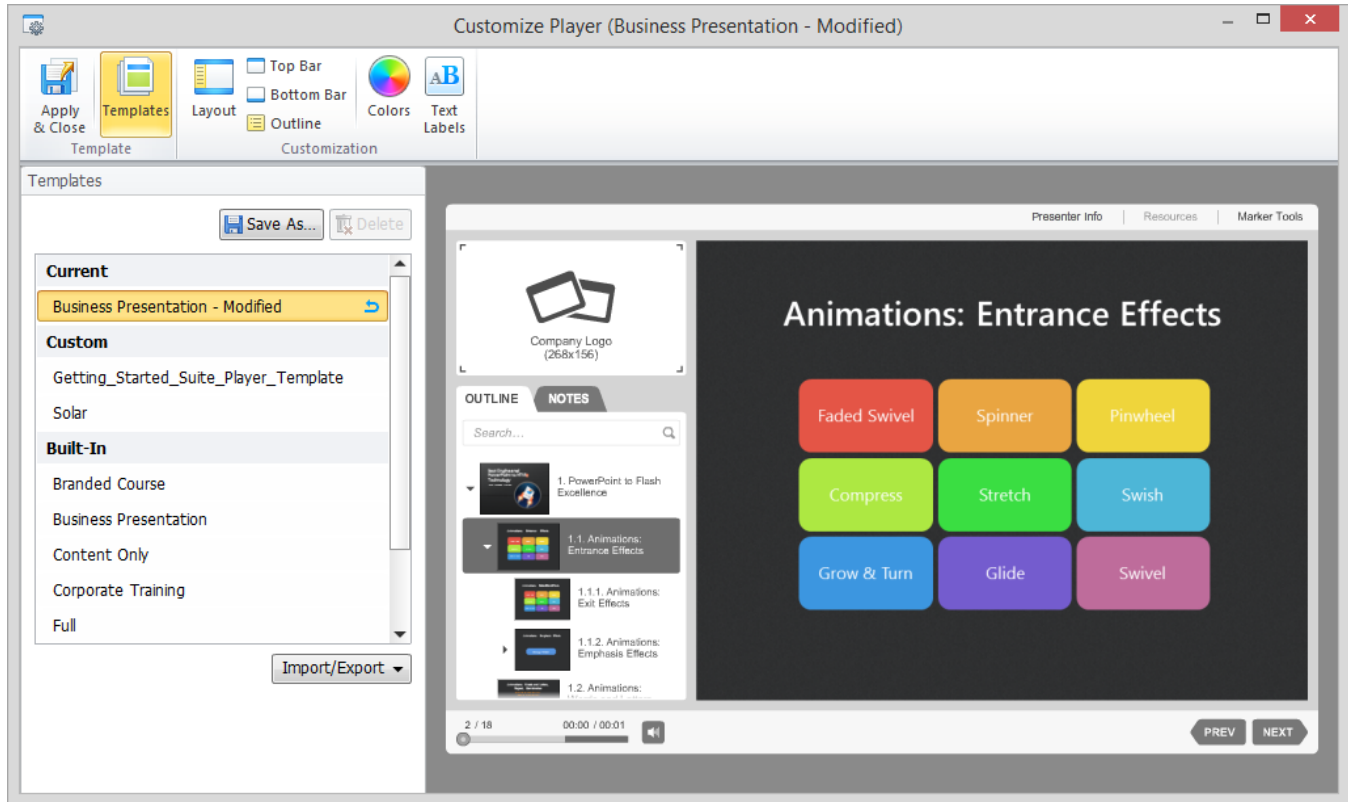 Customize Player (Business Presentation - Modified)
Apply
& Close
Templates
Template
Layout
Top Bar
Bottom Bar
Outline
Colors
AB
Text
Labels
Customization
Templates
Save As...
Delete
Current
Business Presentation - Modified
Custom
Getting_Started_Suite_Player_Template
Solar
Built-In
Branded Course
Business Presentation
Content Only
Corporate Training
Full
Import/Export
Presenter Info
Resources
Marker Tools
Company Logo
(268x156)
OUTLINE
NOTES
Search...
1. PowerPoint to Flash
Excellence
1.1. Animations:
Entrance Effects
1.1.1. Animations:
Exit Effects
1.1.2. Animations:
Emphasis Effects
1.2. Animations:
Animations: Entrance Effects
Faded Swivel
Spinner
Pinwheel
Compress
Stretch
Swish
Grow & Turn
Glide
Swivel
2 / 18
00:00 / 00:01
PREV
NEXT